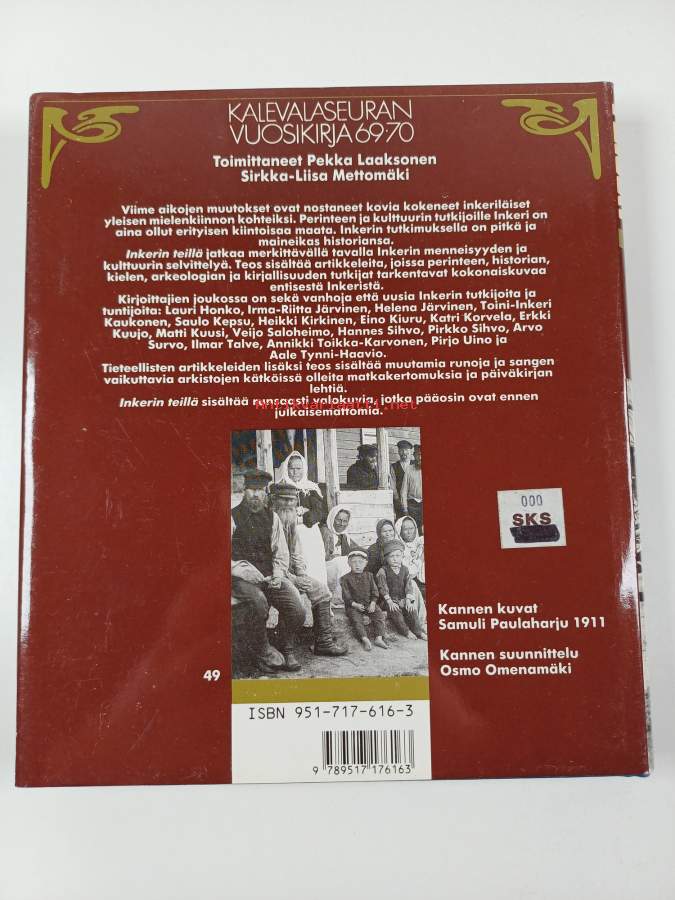 KALEVALASEURAN
VUOSIKIRJA 69-70
Toimittaneet Pekka Laaksonen
Sirkka-Liisa Mettomäki
Viime aikojen muutokset ovat nostaneet kovia kokeneet inkeriläiset
yleisen mielenkiinnon kohteiksi. Perinteen ja kulttuurin tutkijoille Inkeri on
aina ollut erityisen kiintoisaa maata. Inkerin tutkimuksella on pitkä ja
maineikas historiansa.
Inkerin teillä jatkaa merkittävällä tavalla Inkerin menneisyyden ja
kulttuurin selvittelyä. Teos sisältää artikkeleita, joissa perinteen, historian,
kielen, arkeologian ja kirjallisuuden tutkijat tarkentavat kokonaiskuvaa
entisestä Inkeristä.
Kirjoittajien joukossa on sekä vanhoja että uusia Inkerin tutkijoita ja
tuntijoita: Lauri Honko, Irma-Riitta Järvinen, Helena Järvinen, Toini-Inkeri
Kaukonen, Saulo Kepsu, Heikki Kirkinen, Eino Kiuru, Katri Korvela, Erkki
Kuujo, Matti Kuusi, Veijo Saloheimo, Hannes Sihvo, Pirkko Sihvo, Arvo
Survo, Ilmar Talve, Annikki Toikka-Karvonen, Pirjo Uino ja
Aale Tynni-Haavio.
Tieteellisten artikkeleiden lisäksi teos sisältää muutamia runoja ja sangen
vaikuttavia arkistojen kätköissä olleita matkakertomuksia ja päiväkirjan
lehtiä.
Inkerin teillä sisältää runsaasti valokuvia, jotka pääosin ovat ennen
julkaisemattomia.
Antikvariaatti.net
000
SKS
Kannen kuvat
Samuli Paulaharju 1911
Kannen suunnittelu
Osmo Omenamäki
49
ISBN 951-717-616-3
9 789517 176163